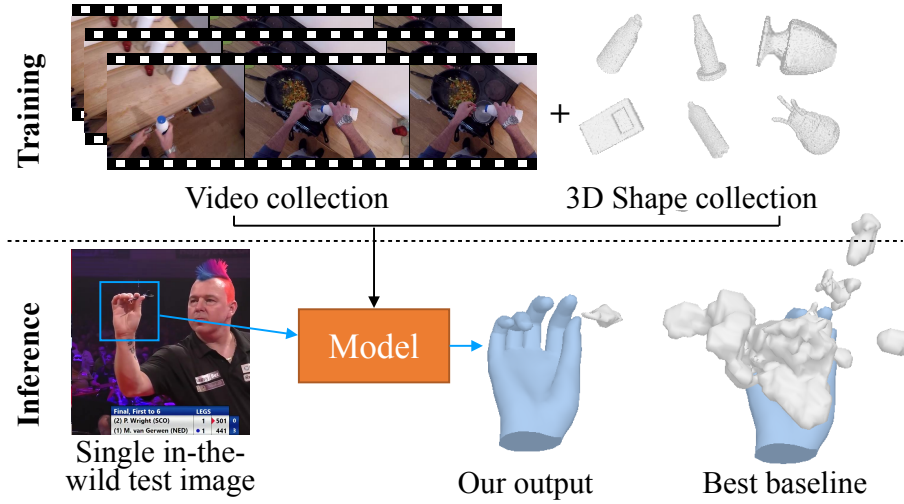 Training
Video collection
+
3D Shape collection
Inference
Final, First to 6 LEGS
(2) P. Wright (SCO) 1 501 0
(1) M. van Gerwen (NED) 1 441 3
Single in-the-
wild test image
Model
Our output
Best baseline